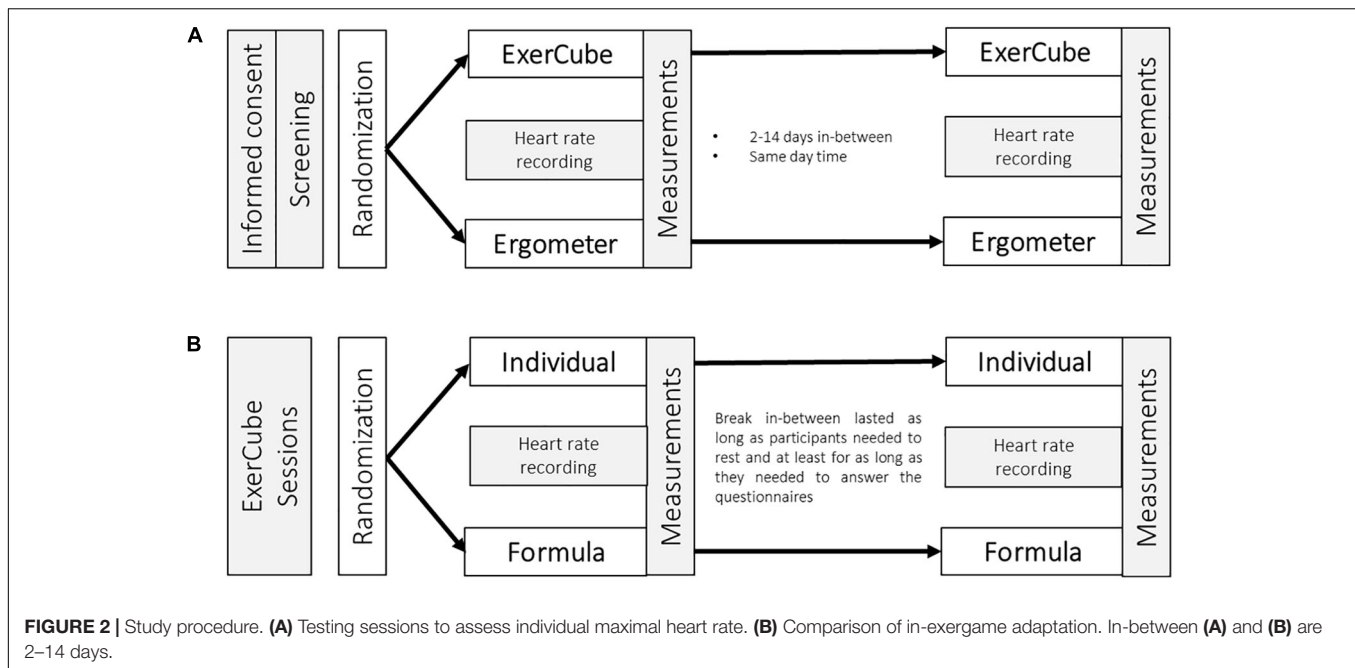 A
Informed consent
Screening
Randomization
ExerCube
Heart rate
recording
Ergometer
Measurements
• 2-14 days in-between
• Same day time
ExerCube
Heart rate
recording
Ergometer
Measurements
B
ExerCube
Sessions
Randomization
Individual
Heart rate
recording
Formula
Measurements
Break in-between lasted as
long as participants needed to
rest and at least for as long as
they needed to answer the
questionnaires
Individual
Heart rate
recording
Formula
Measurements
FIGURE 2 | Study procedure. (A) Testing sessions to assess individual maximal heart rate. (B) Comparison of in-exergame adaptation. In-between (A) and (B) are
2–14 days.